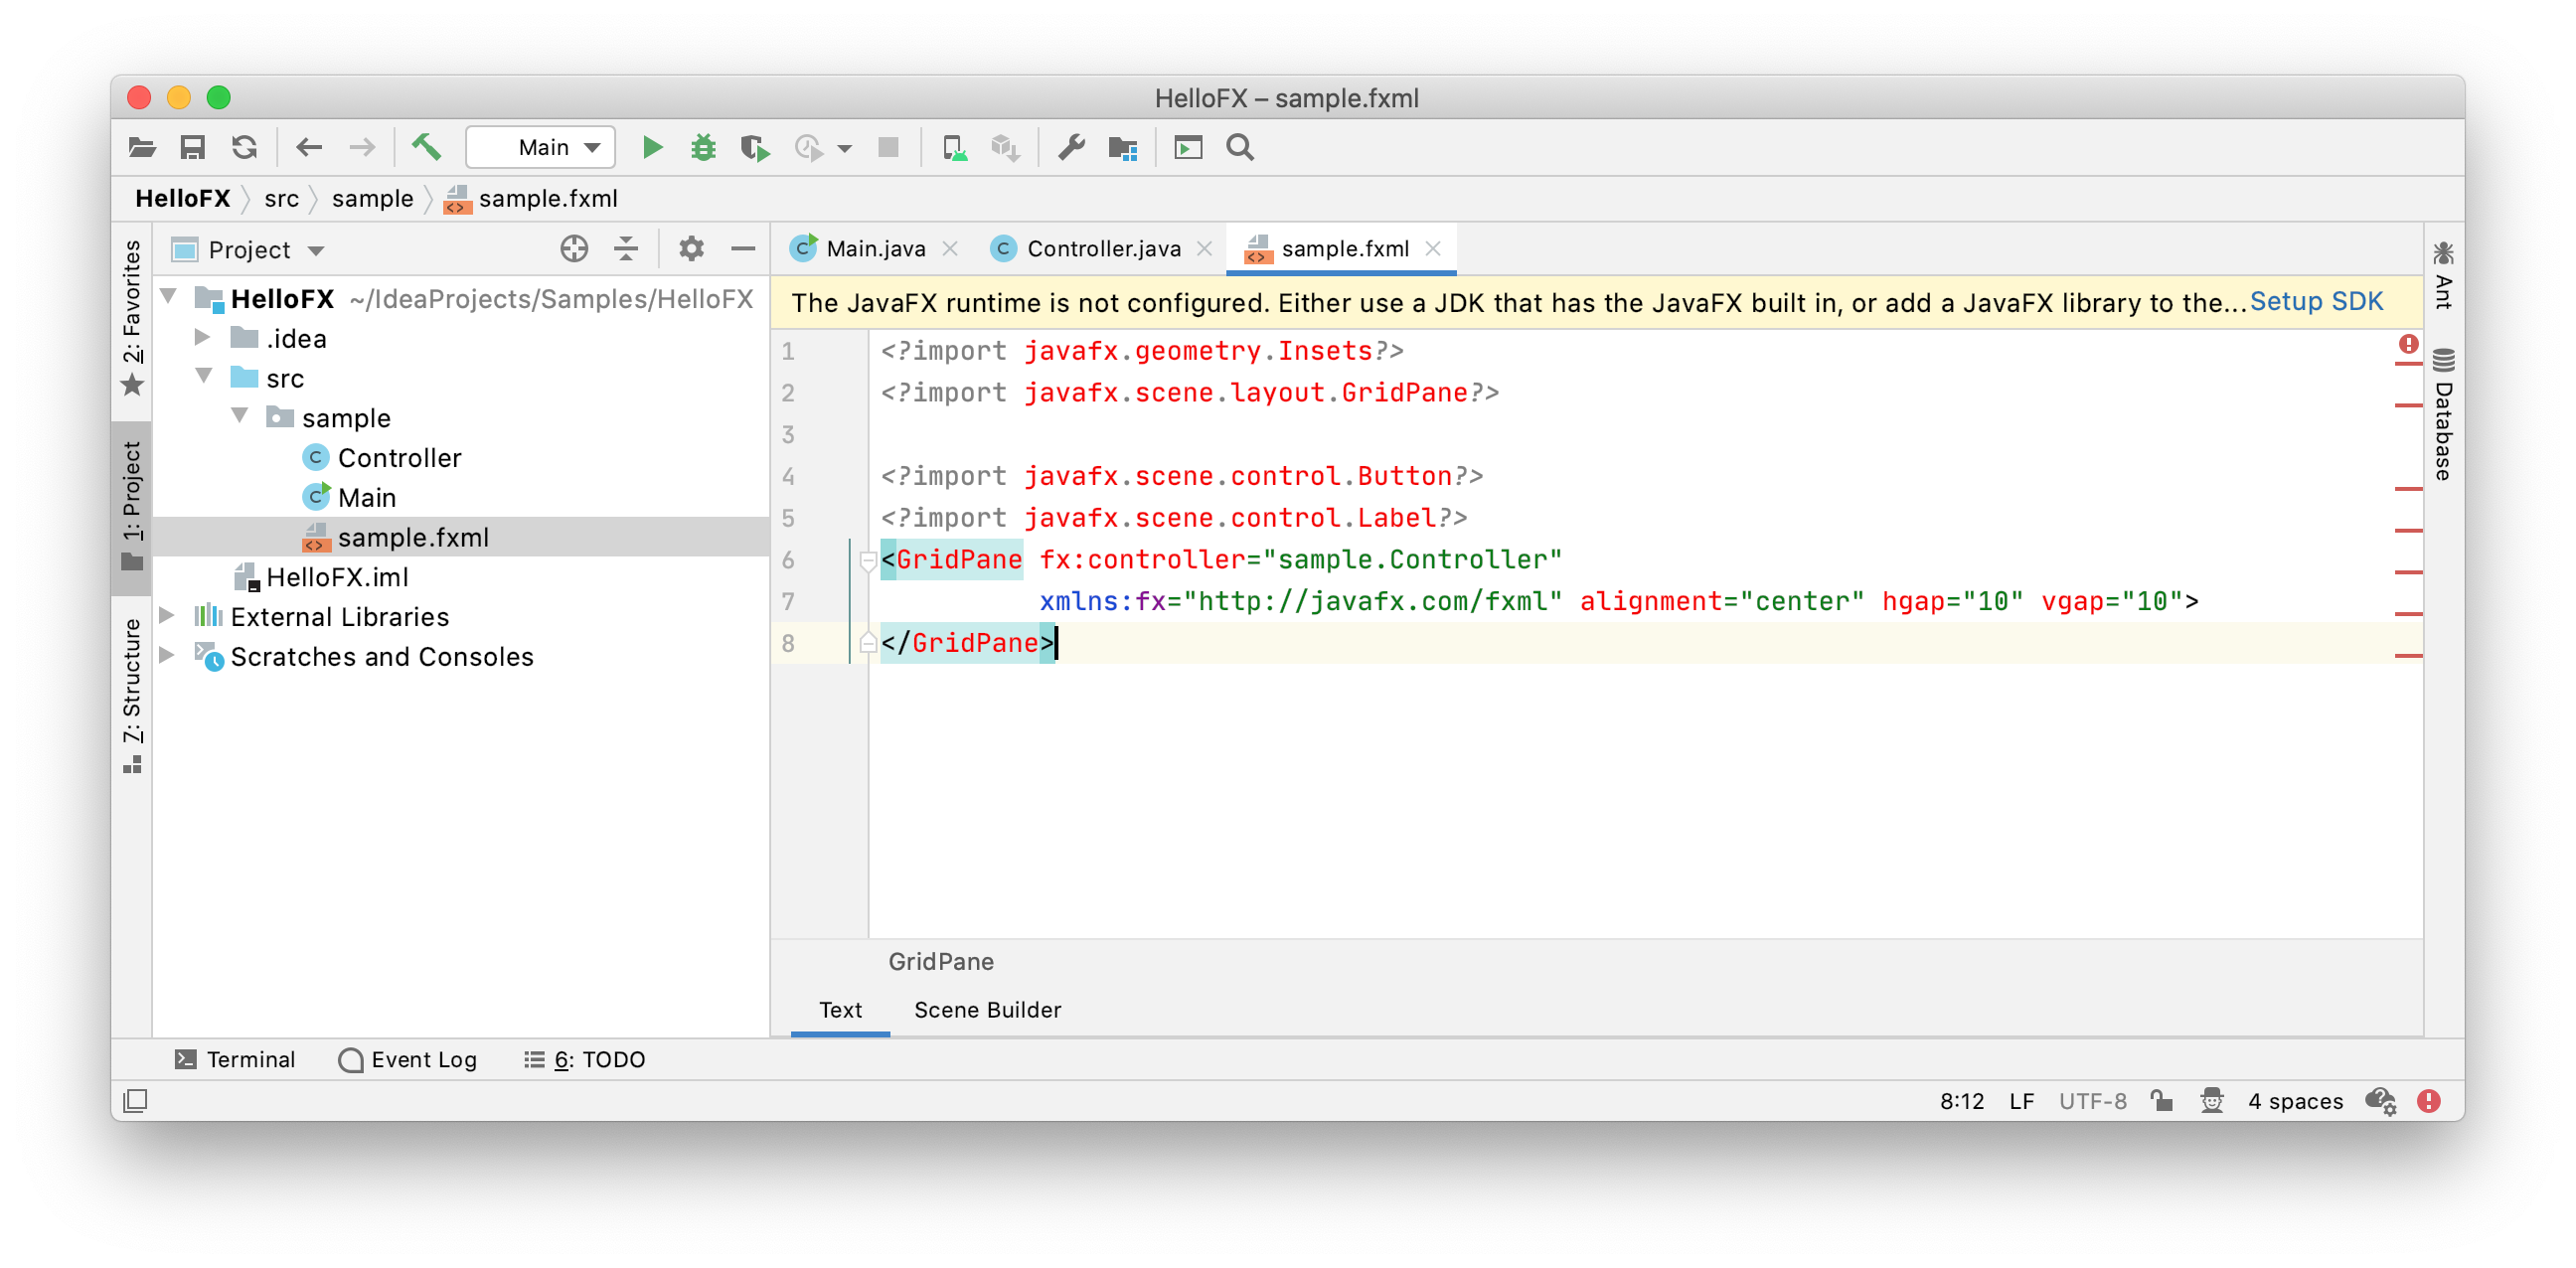 HelloFX – sample.fxml
Main
HelloFX src sample sample.fxml
2: Favorites
1: Project
7: Structure
Project
HelloFX ~/IdeaProjects/Samples/HelloFX
.idea
src
sample
Controller
Main
sample.fxml
HelloFX.iml
External Libraries
Scratches and Consoles
Main.java Controller.java sample.fxml
The JavaFX runtime is not configured. Either use a JDK that has the JavaFX built in, or add a JavaFX library to the... Setup SDK
1 <?import javafx.geometry.Insets?>
2 <?import javafx.scene.layout.GridPane?>
3
4 <?import javafx.scene.control.Button?>
5 <?import javafx.scene.control.Label?>
6 <GridPane fx:controller="sample.Controller"
7 xmlns:fx="http://javafx.com/fxml" alignment="center" hgap="10" vgap="10">
8 </GridPane>
GridPane
Text Scene Builder
Ant
Database
Terminal Event Log 6: TODO
8:12 LF UTF-8 4 spaces